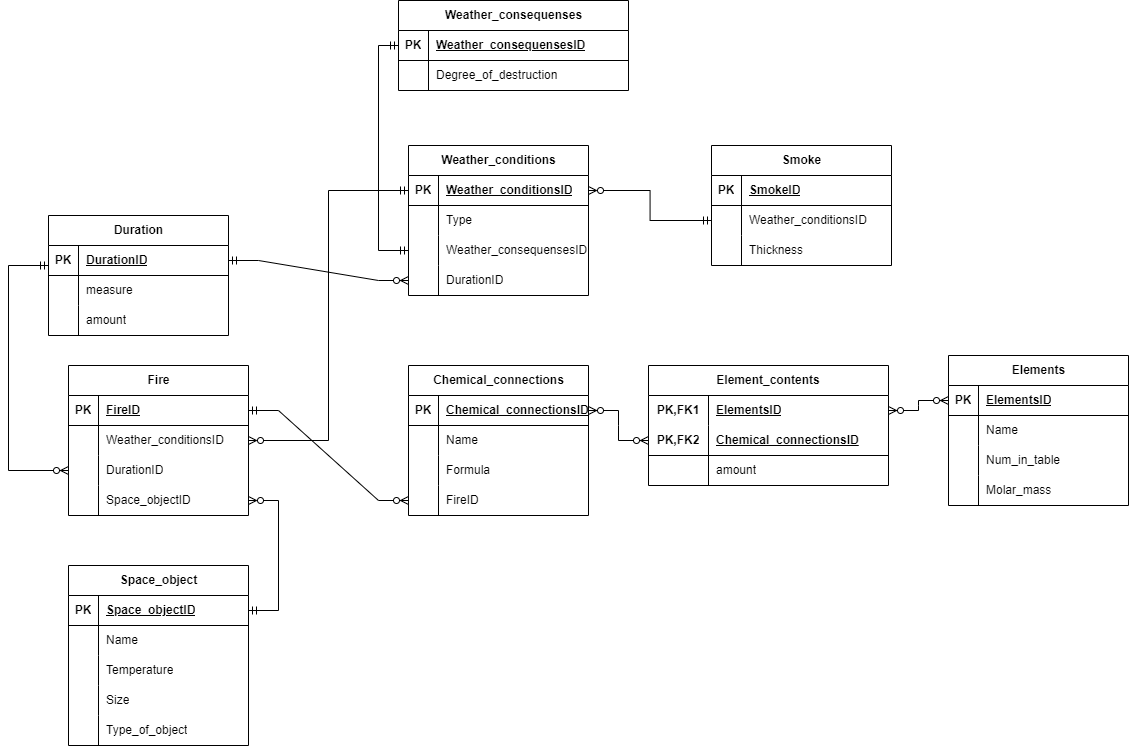 Weather_consequenses
PK Weather_consequensesID
Degree_of_destruction
Weather_conditions
PK Weather_conditionsID
Type
Weather_consequensesID
DurationID
Smoke
PK SmokeID
Weather_conditionsID
Thickness
Duration
PK DurationID
measure
amount
Fire
PK FireID
Weather_conditionsID
DurationID
Space_objectID
Chemical_connections
PK Chemical_connectionsID
Name
Formula
FireID
Element_contents
PK,FK1 ElementsID
PK,FK2 Chemical_connectionsID
amount
Elements
PK ElementsID
Name
Num_in_table
Molar_mass
Space_object
PK Space_objectID
Name
Temperature
Size
Type_of_object